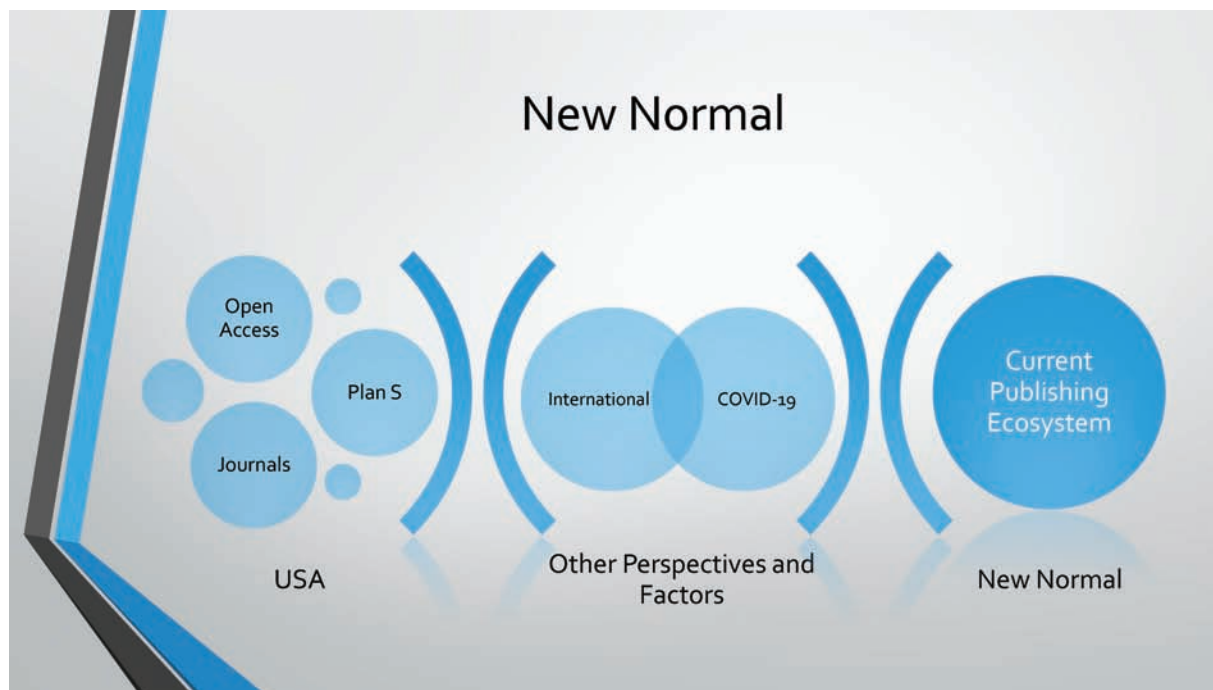 New Normal
Open
Access
Plan S
Journals
USA
International
COVID-19
Other Perspectives and
Factors
Current
Publishing
Ecosystem
New Normal